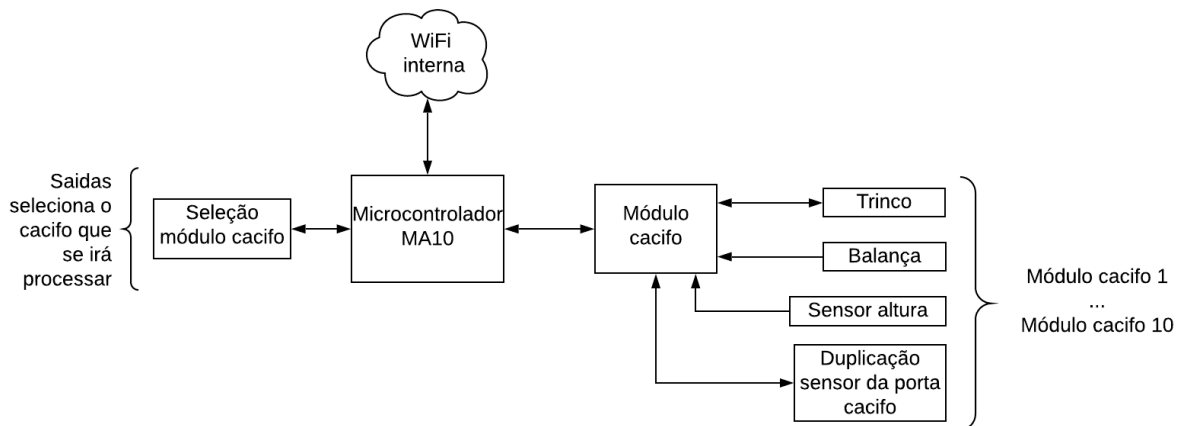 WiFi
interna
Saidas
seleciona o
cacifo que
se irá
processar
Seleção
módulo cacifo
Microcontrolador
MA10
Módulo
cacifo
Trinco
Balança
Sensor altura
Duplicação
sensor da porta
cacifo
Módulo cacifo 1
...
Módulo cacifo 10